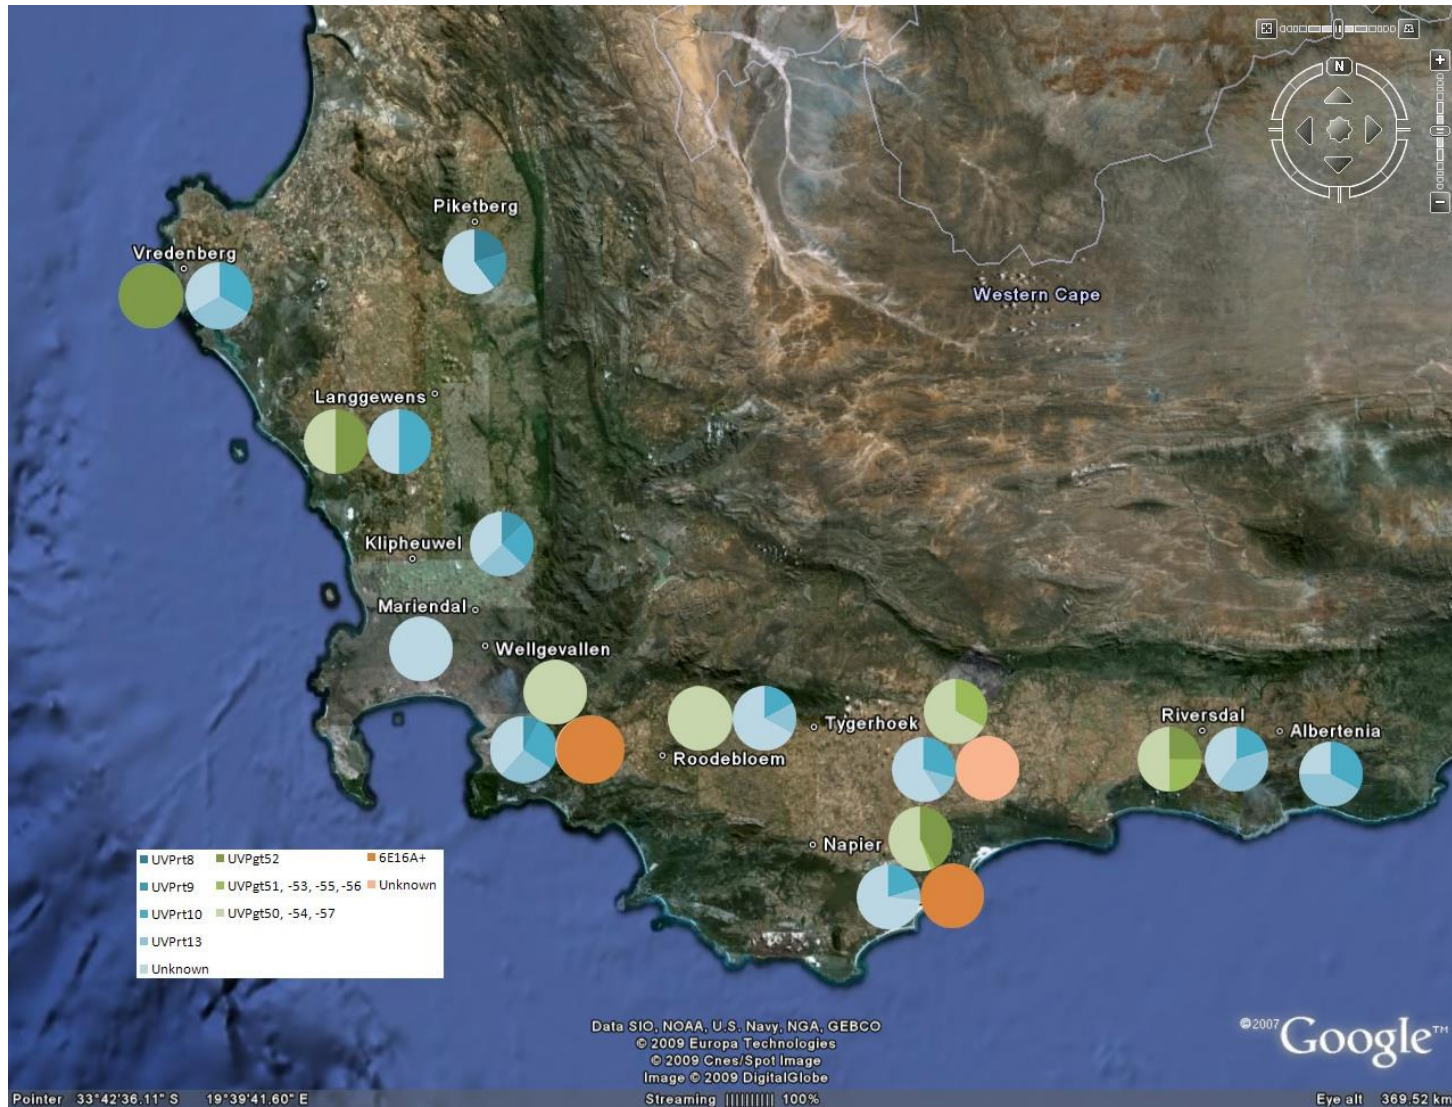 N
Piketberg
Vredenberg
Western Cape
Langgewens
Klipheuwel
Mariendal
Wellgevallen
Tygerhoek
Riversdal
Albertenia
Roodebloem
Napier
UVPrt8 UVPgt52 6E16A+
UVPrt9 UVPgt51, -53, -55, -56 Unknown
UVPrt10 UVPgt50, -54, -57
UVPrt13
Unknown
Data SIO, NOAA, U.S. Navy, NGA, GEBCO
© 2009 Europa Technologies
© 2009 Cnes/Spot Image
Image © 2009 DigitalGlobe
©2007 Google™
Pointer 33°42'36.11" S 19°39'41.60" E Streaming |||||||||| 100% Eye alt 369.52 km